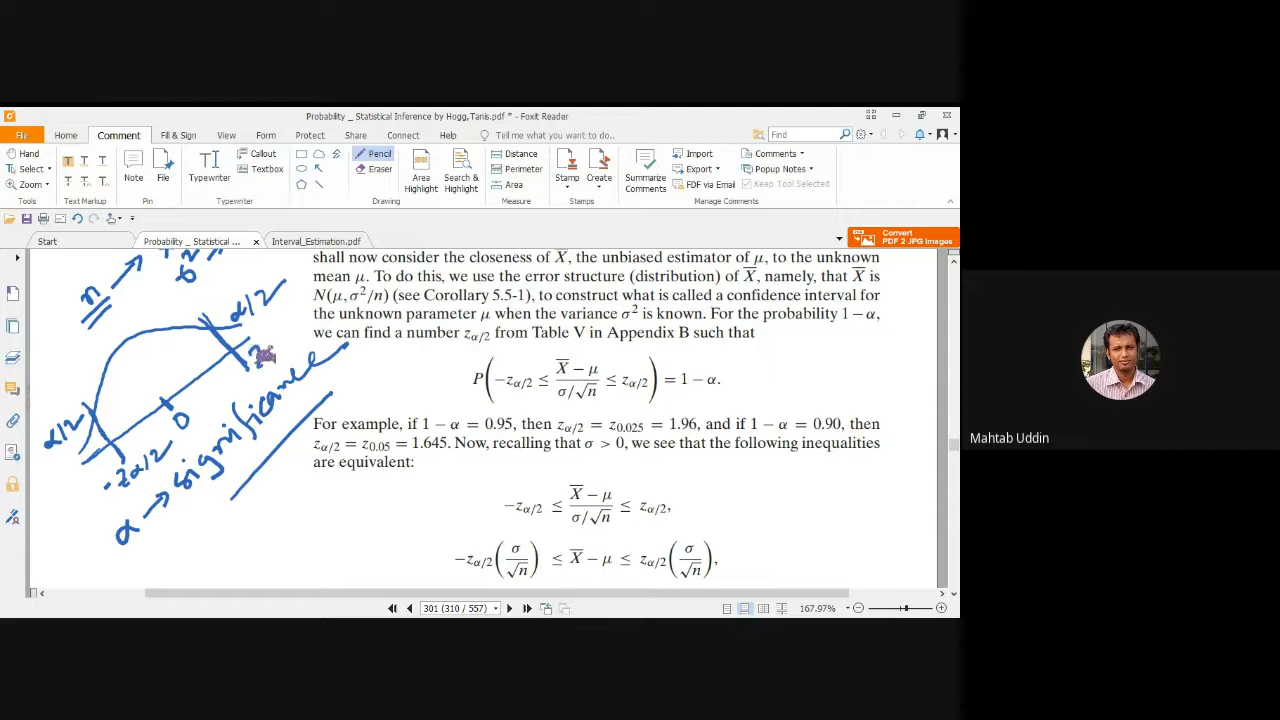 Probability _ Statistical Inference by Hogg,Tanis.pdf * - Foxit Reader
File Home Comment Fill & Sign View Form Protect Share Connect Help Tell me what you want to do.. Find
Hand Select Zoom Tools
T T T T T T Text Markup
Note File Pin
Typewriter Callout Textbox Typewriter
Pencil Eraser Drawing
Area Highlight Search & Highlight
Distance Perimeter Area Measure
Stamp Create Stamps
Summarize Comments Import Export FDF via Email Comments Popup Notes Keep Tool Selected Manage Comments
Start Probability _ Statistical ... Interval_Estimation.pdf Convert PDF 2 JPG Images
shall now consider the closeness of X̅, the unbiased estimator of μ, to the unknown
mean μ. To do this, we use the error structure (distribution) of X̅, namely, that X̅ is
N(μ, σ²/n) (see Corollary 5.5-1), to construct what is called a confidence interval for
the unknown parameter μ when the variance σ² is known. For the probability 1 − α,
we can find a number z_{α/2} from Table V in Appendix B such that
P(−z_{α/2} ≤ (X̅ − μ)/(σ/√n) ≤ z_{α/2}) = 1 − α.
For example, if 1 − α = 0.95, then z_{α/2} = z_{0.025} = 1.96, and if 1 − α = 0.90, then
z_{α/2} = z_{0.05} = 1.645. Now, recalling that σ > 0, we see that the following inequalities
are equivalent:
−z_{α/2} ≤ (X̅ − μ)/(σ/√n) ≤ z_{α/2},
−z_{α/2}(σ/√n) ≤ X̅ − μ ≤ z_{α/2}(σ/√n),
n →
α/2
α/2
0
-zα/2
α → significance
301 (310 / 557) 167.97%
Mahtab Uddin